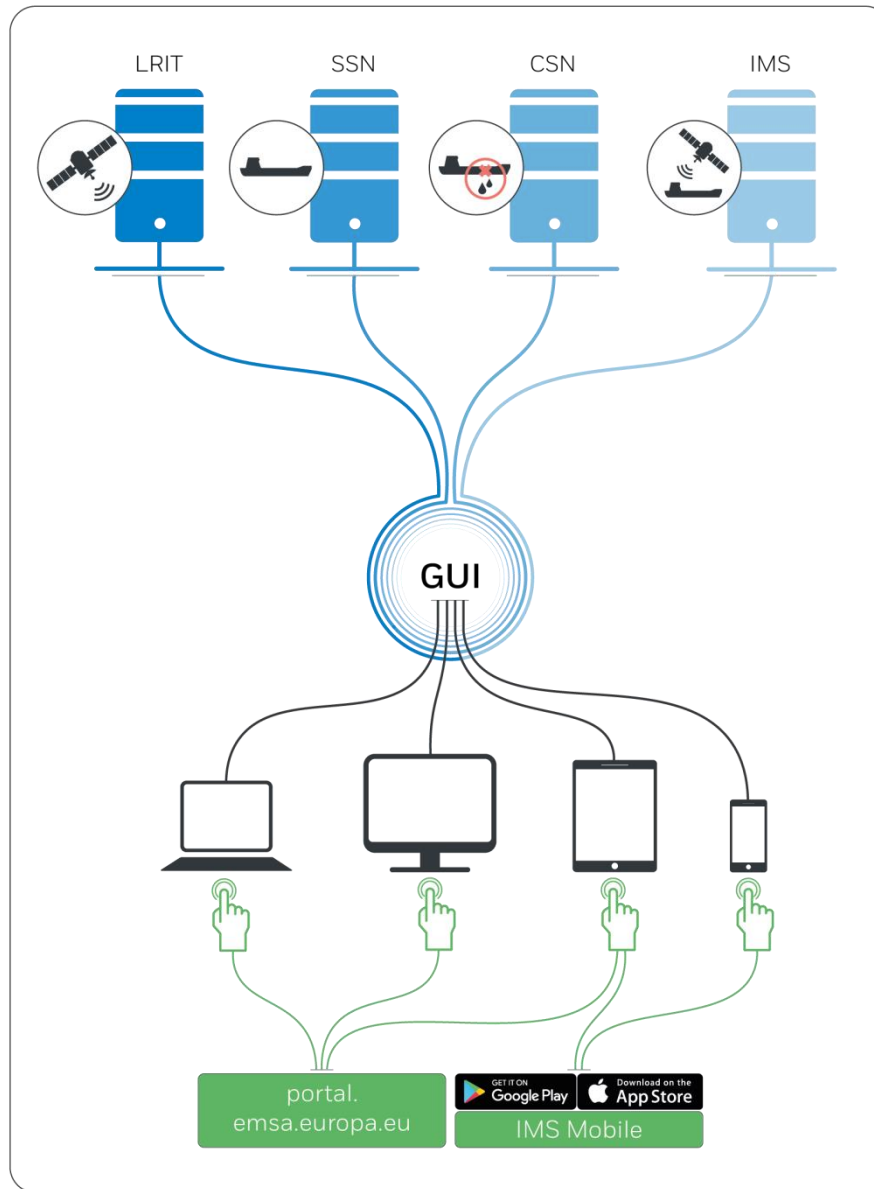 LRIT
SSN
CSN
IMS
GUI
portal.
emsa.europa.eu
GET IT ON
Google Play
Download on the
App Store
IMS Mobile